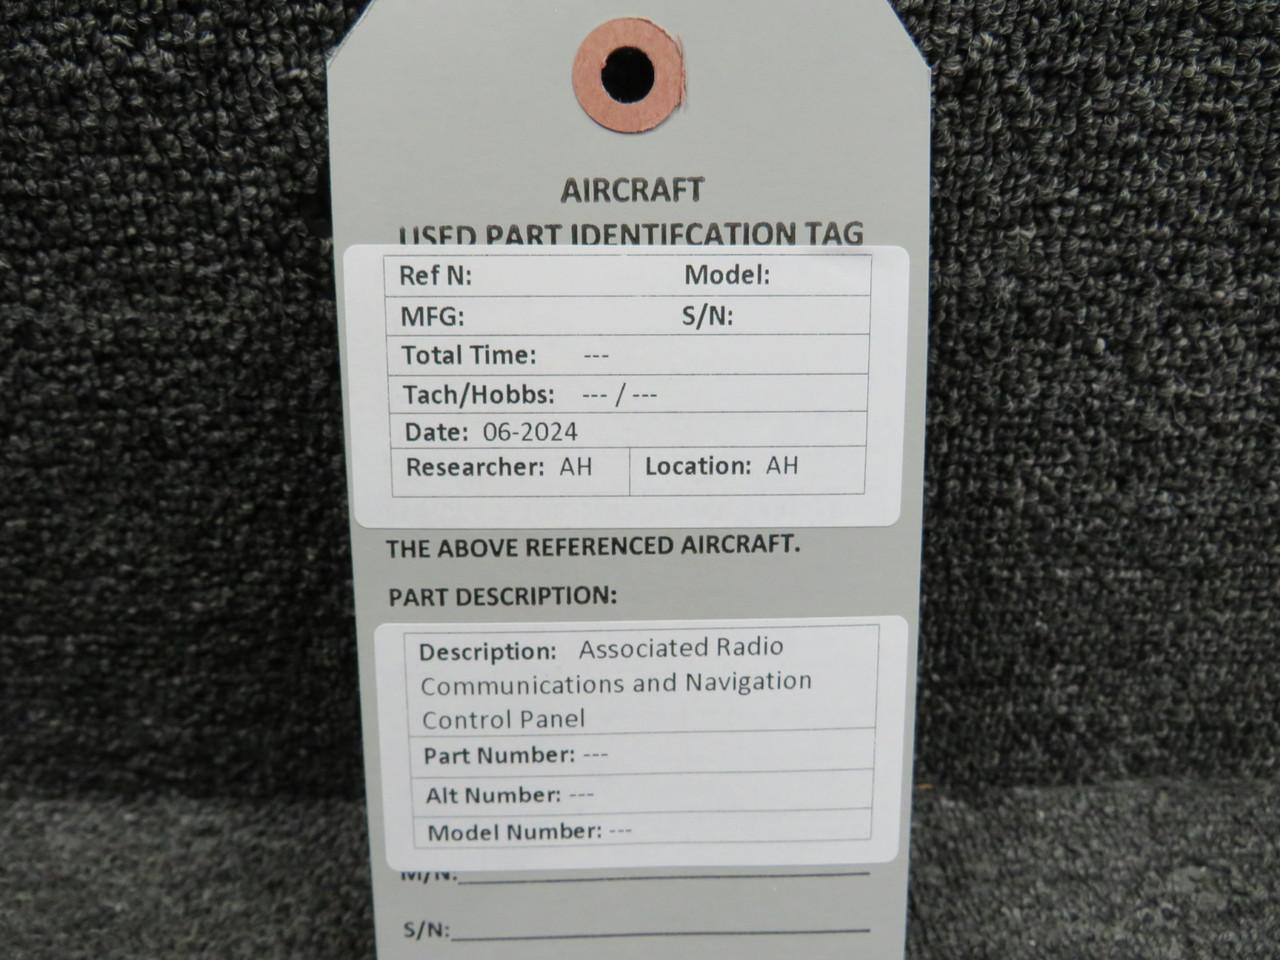 AIRCRAFT
USED PART IDENTIFCATION TAG
Ref N: Model:
MFG: S/N:
Total Time: ---
Tach/Hobbs: --- / ---
Date: 06-2024
Researcher: AH Location: AH
THE ABOVE REFERENCED AIRCRAFT.
PART DESCRIPTION:
Description: Associated Radio
Communications and Navigation
Control Panel
Part Number: ---
Alt Number: ---
Model Number: ---
M/N:
S/N: